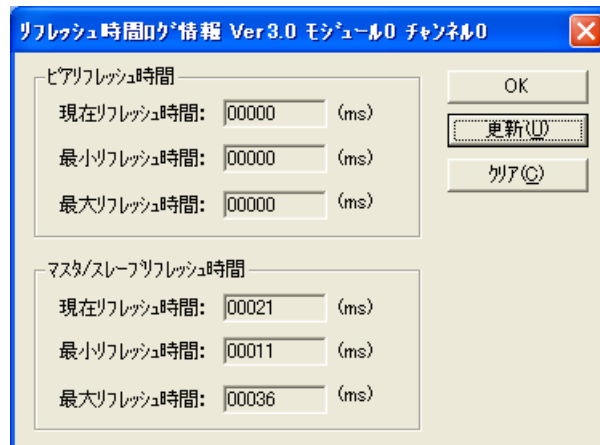 ﾘﾌﾚｯｼｭ時間ﾛｸﾞ情報 Ver3.0 ﾓｼﾞｭｰﾙ0 ﾁｬﾝﾈﾙ0
ﾋﾟｱﾘﾌﾚｯｼｭ時間
現在ﾘﾌﾚｯｼｭ時間: 00000 (ms)
最小ﾘﾌﾚｯｼｭ時間: 00000 (ms)
最大ﾘﾌﾚｯｼｭ時間: 00000 (ms)
OK
更新(U)
ｸﾘｱ(C)
ﾏｽﾀ/ｽﾚｰﾌﾞﾘﾌﾚｯｼｭ時間
現在ﾘﾌﾚｯｼｭ時間: 00021 (ms)
最小ﾘﾌﾚｯｼｭ時間: 00011 (ms)
最大ﾘﾌﾚｯｼｭ時間: 00036 (ms)